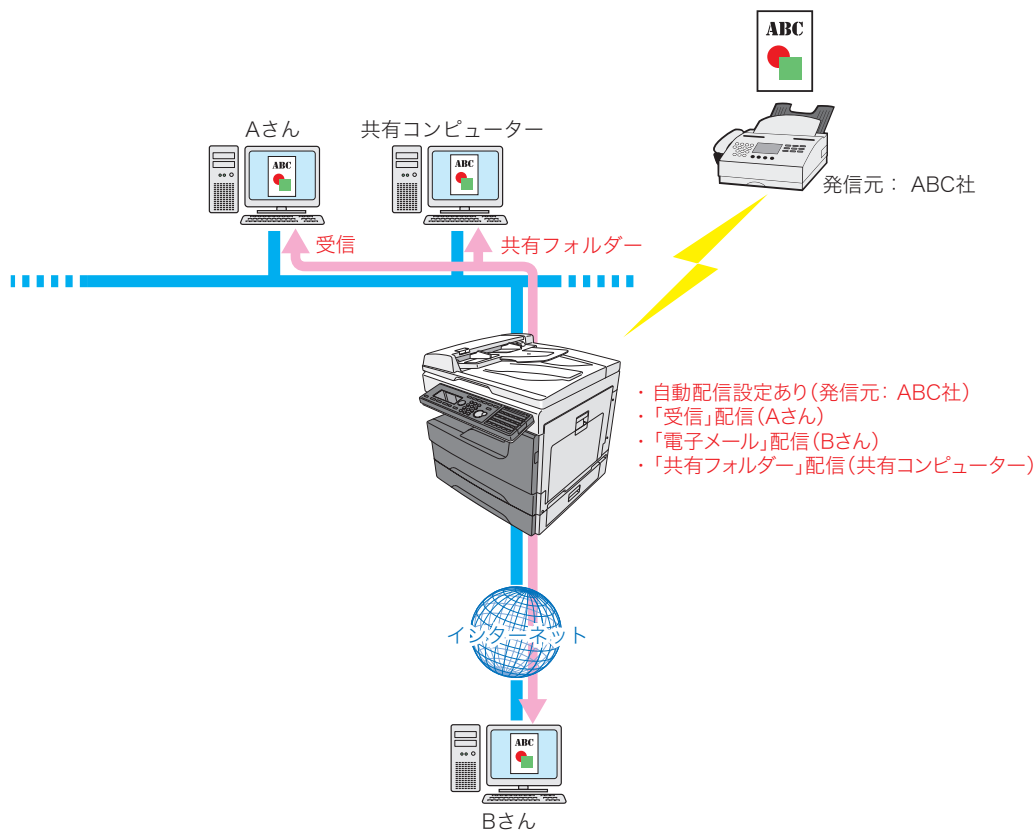 ABC
Aさん
共有コンピューター
ABC
ABC
発信元： ABC社
受信
共有フォルダー
・自動配信設定あり（発信元： ABC社）
・「受信」配信（Aさん）
・「電子メール」配信（Bさん）
・「共有フォルダー」配信（共有コンピューター）
インターネット
ABC
Bさん